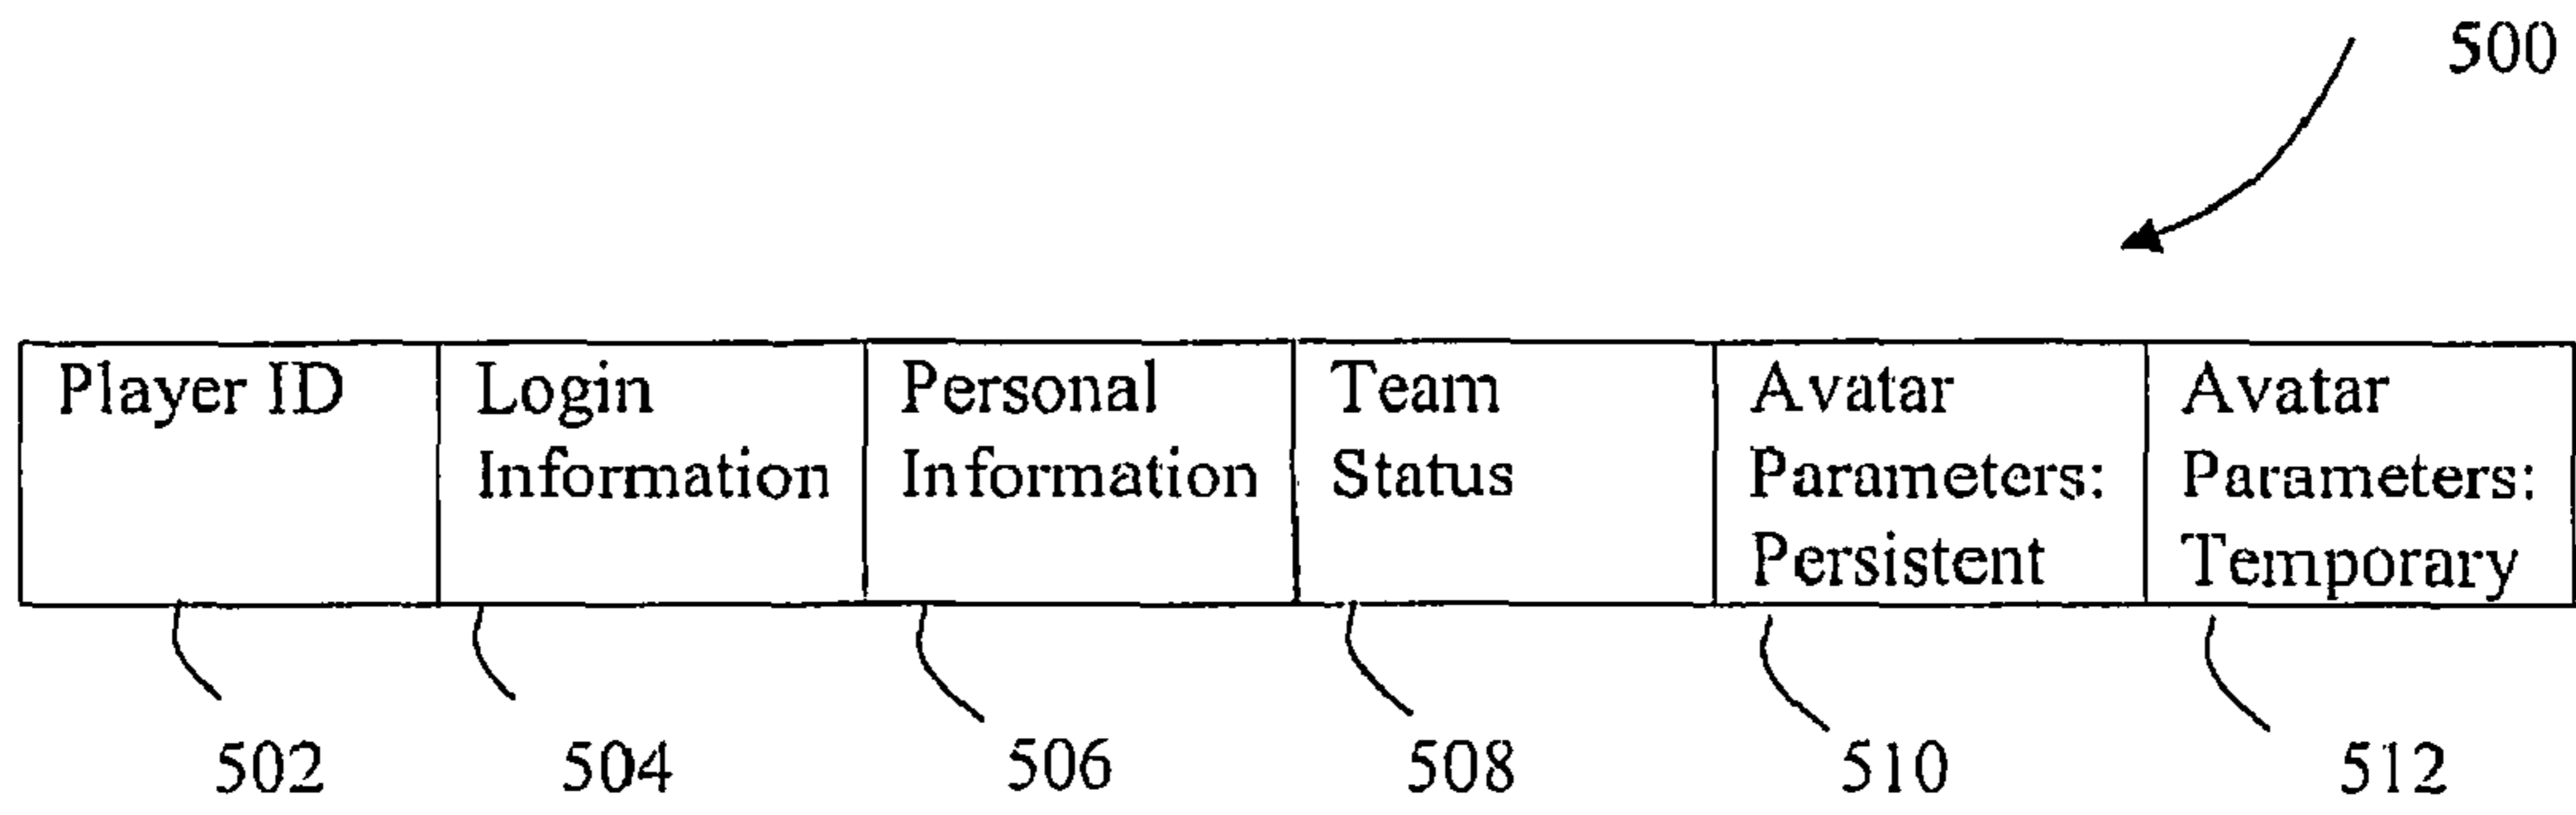 500
Player ID
Login
Information
Personal
Information
Team
Status
Avatar
Parameters:
Persistent
Avatar
Parameters:
Temporary
502
504
506
508
510
512